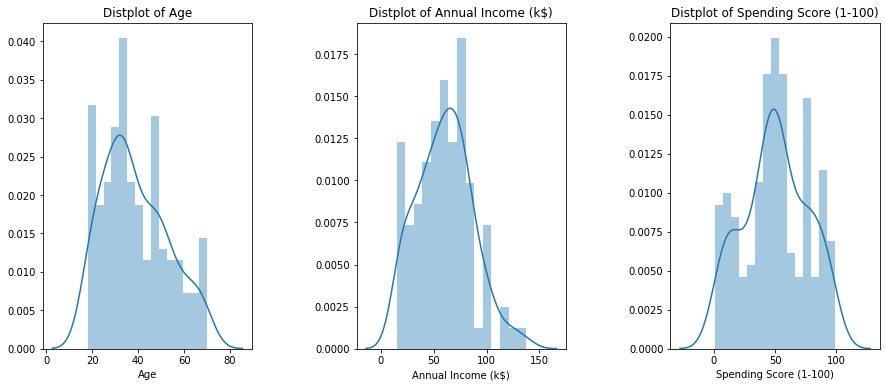 Distplot of Age
0.040
0.035
0.030
0.025
0.020
0.015
0.010
0.005
0.000
0 20 40 60 80
Age
Distplot of Annual Income (k$)
0.0175
0.0150
0.0125
0.0100
0.0075
0.0050
0.0025
0.0000
0 50 100 150
Annual Income (k$)
Distplot of Spending Score (1-100)
0.0200
0.0175
0.0150
0.0125
0.0100
0.0075
0.0050
0.0025
0.0000
0 50 100
Spending Score (1-100)